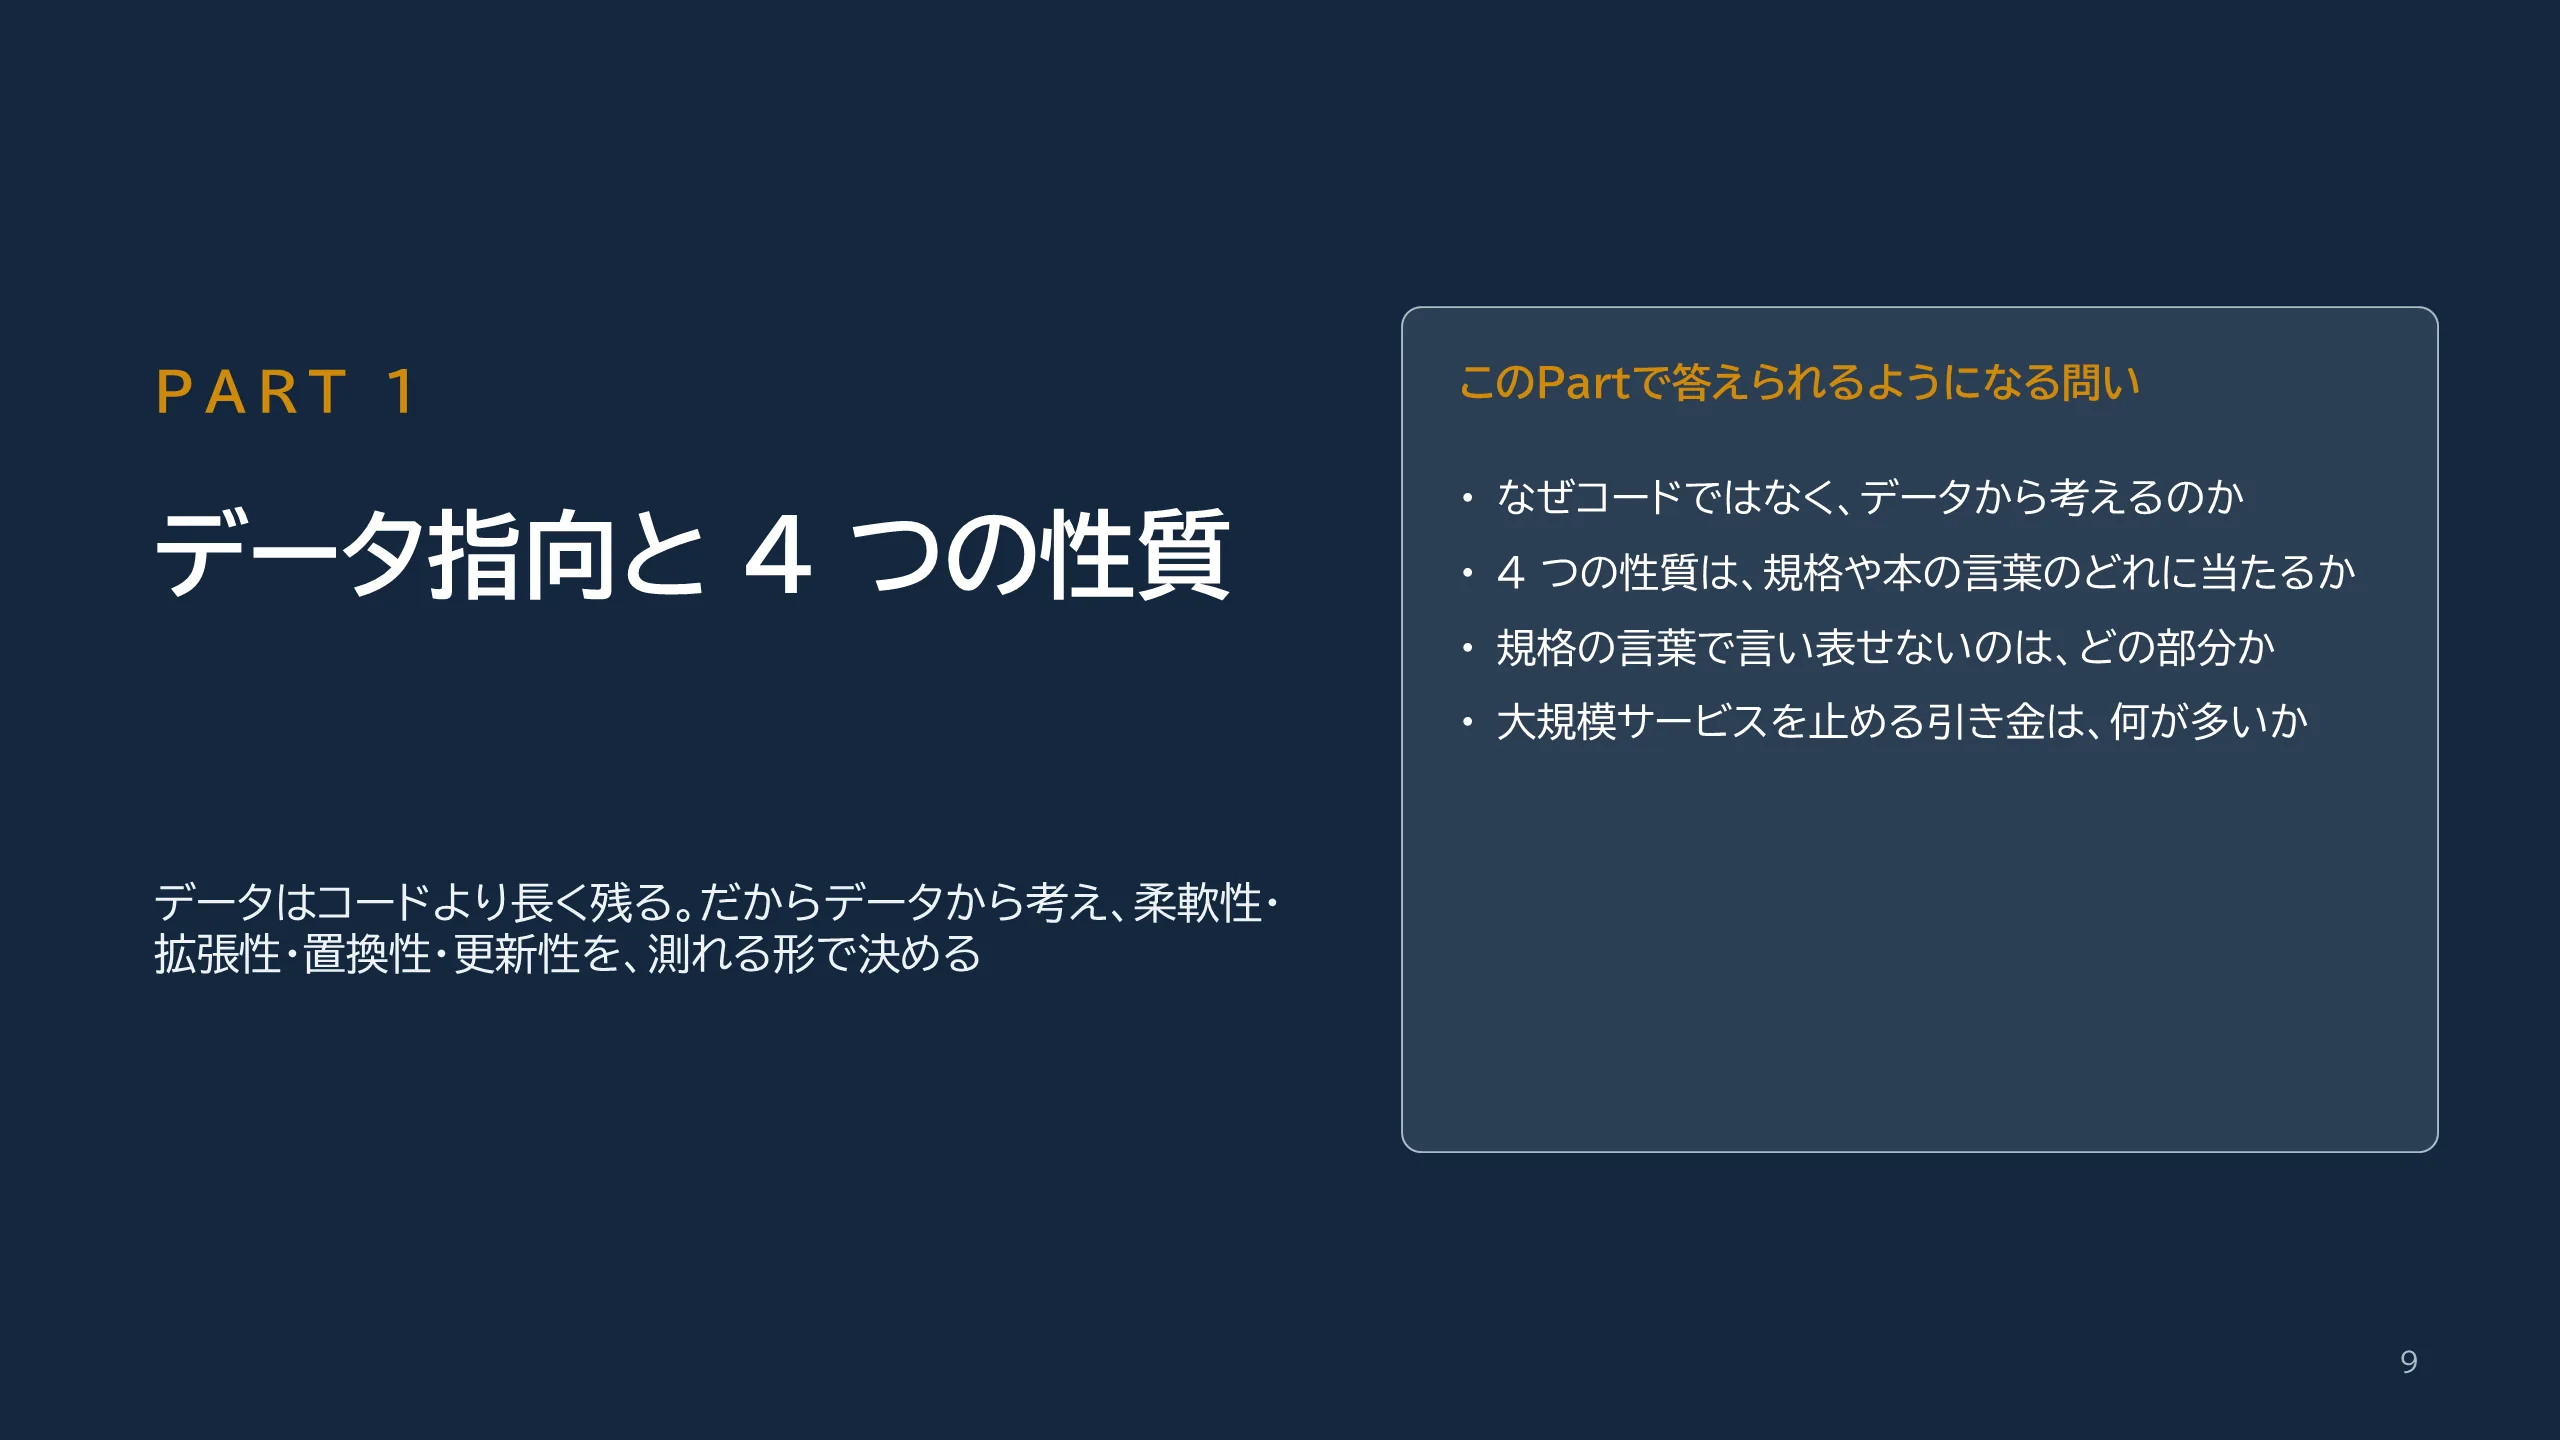 PART 1
データ指向と 4 つの性質
データはコードより長く残る。だからデータから考え、柔軟性・
拡張性・置換性・更新性を、測れる形で決める
このPartで答えられるようになる問い
・ なぜコードではなく、データから考えるのか
・ 4 つの性質は、規格や本の言葉のどれに当たるか
・ 規格の言葉で言い表せないのは、どの部分か
・ 大規模サービスを止める引き金は、何が多いか
9